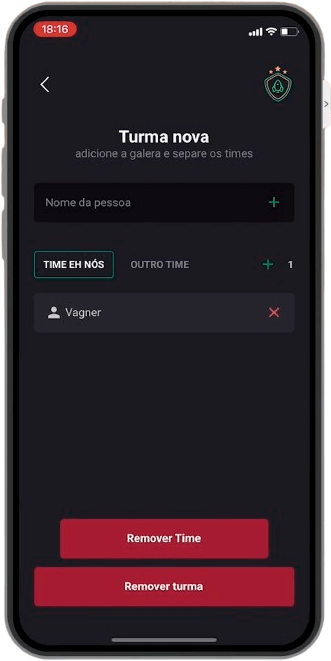 18:16
Turma nova
adicione a galera e separe os times
Nome da pessoa
TIME EH NÓS OUTRO TIME 1
Vagner
Remover Time
Remover turma